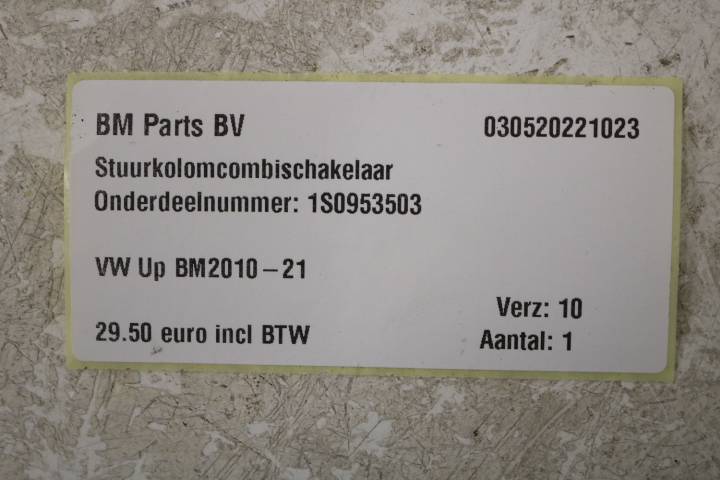 BM Parts BV 030520221023
Stuurkolomcombischakelaar
Onderdeelnummer: 1S0953503
VW Up BM2010-21
Verz: 10
29.50 euro incl BTW Aantal: 1